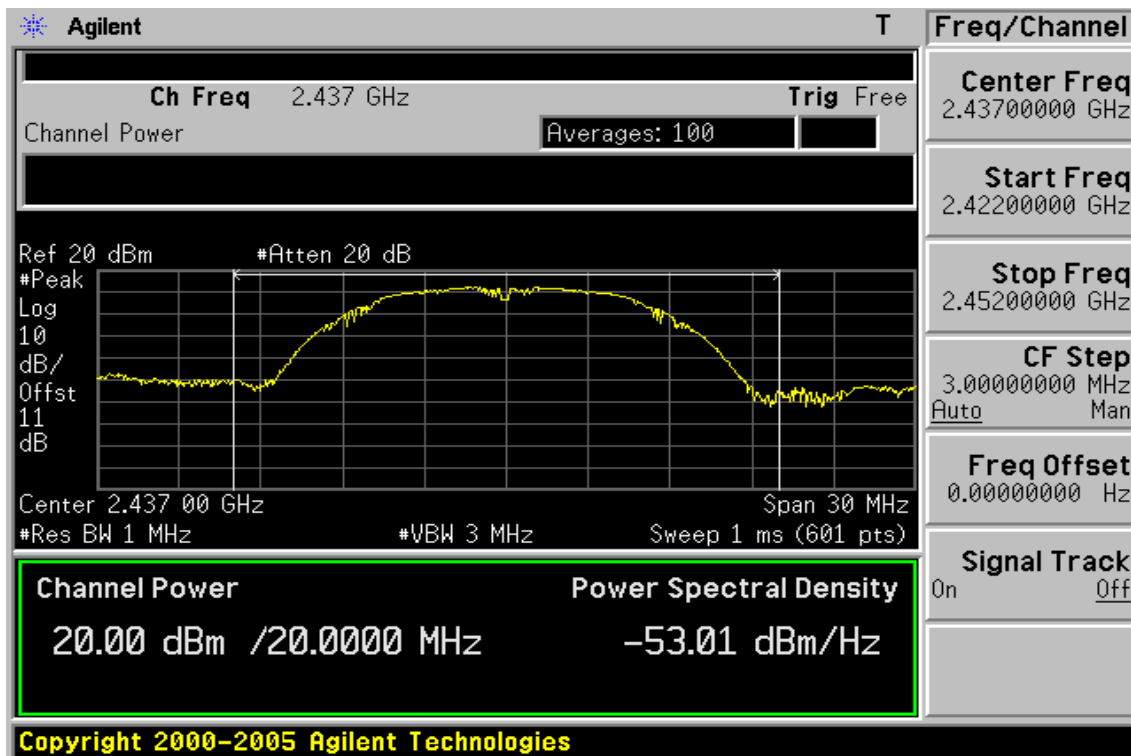 Agilent T
Ch Freq 2.437 GHz Trig Free
Channel Power Averages: 100
Ref 20 dBm #Atten 20 dB
#Peak
Log
10
dB/
Offst
11
dB
Center 2.437 00 GHz Span 30 MHz
#Res BW 1 MHz #VBW 3 MHz Sweep 1 ms (601 pts)
Channel Power Power Spectral Density
20.00 dBm /20.0000 MHz -53.01 dBm/Hz
Copyright 2000-2005 Agilent Technologies
Freq/Channel
Center Freq
2.43700000 GHz
Start Freq
2.42200000 GHz
Stop Freq
2.45200000 GHz
CF Step
3.00000000 MHz
Auto Man
Freq Offset
0.00000000 Hz
Signal Track
On Off